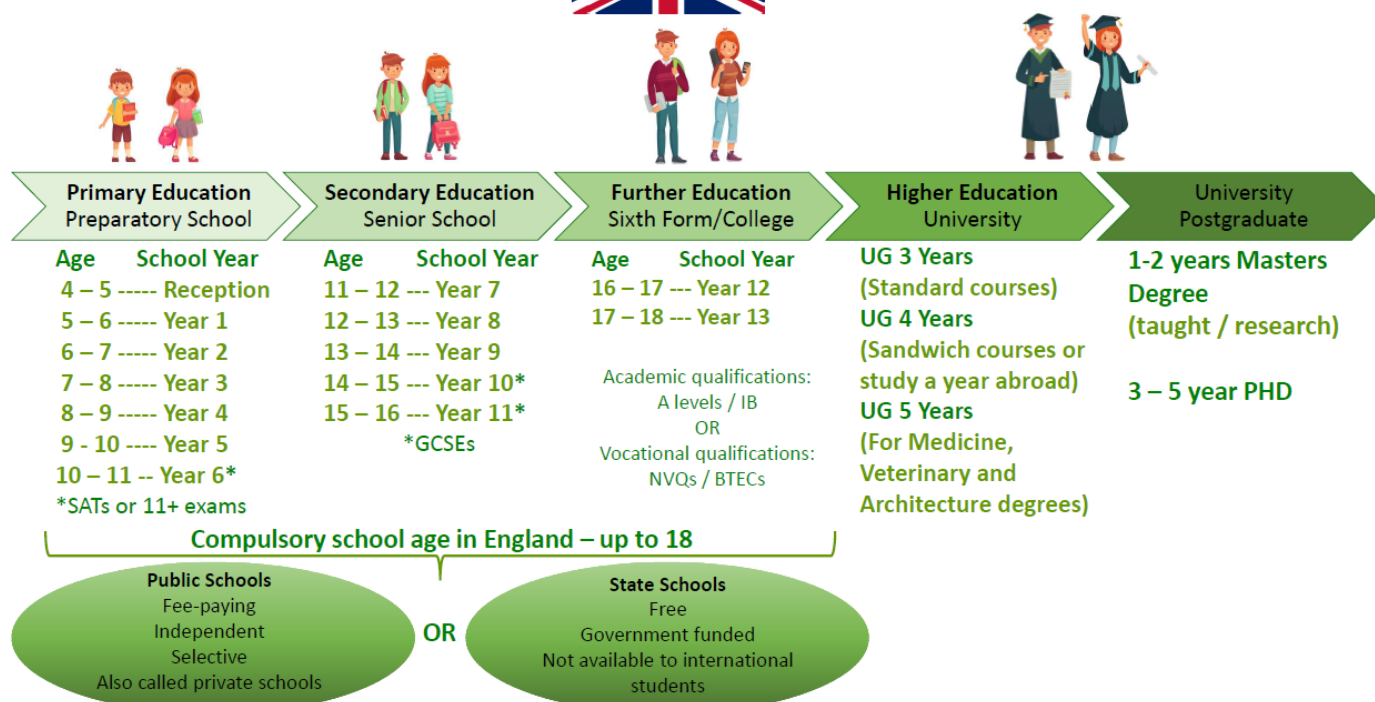 Primary Education
Preparatory School
Secondary Education
Senior School
Further Education
Sixth Form/College
Higher Education
University
University
Postgraduate
Age School Year
4 – 5 ----- Reception
5 – 6 ----- Year 1
6 – 7 ----- Year 2
7 – 8 ----- Year 3
8 – 9 ----- Year 4
9 - 10 ---- Year 5
10 – 11 -- Year 6*
*SATs or 11+ exams
Age School Year
11 – 12 --- Year 7
12 – 13 --- Year 8
13 – 14 --- Year 9
14 – 15 --- Year 10*
15 – 16 --- Year 11*
*GCSEs
Age School Year
16 – 17 --- Year 12
17 – 18 --- Year 13
Academic qualifications:
A levels / IB
OR
Vocational qualifications:
NVQs / BTECs
UG 3 Years
(Standard courses)
UG 4 Years
(Sandwich courses or
study a year abroad)
UG 5 Years
(For Medicine,
Veterinary and
Architecture degrees)
1-2 years Masters
Degree
(taught / research)
3 – 5 year PHD
Compulsory school age in England – up to 18
Public Schools
Fee-paying
Independent
Selective
Also called private schools
OR
State Schools
Free
Government funded
Not available to international
students